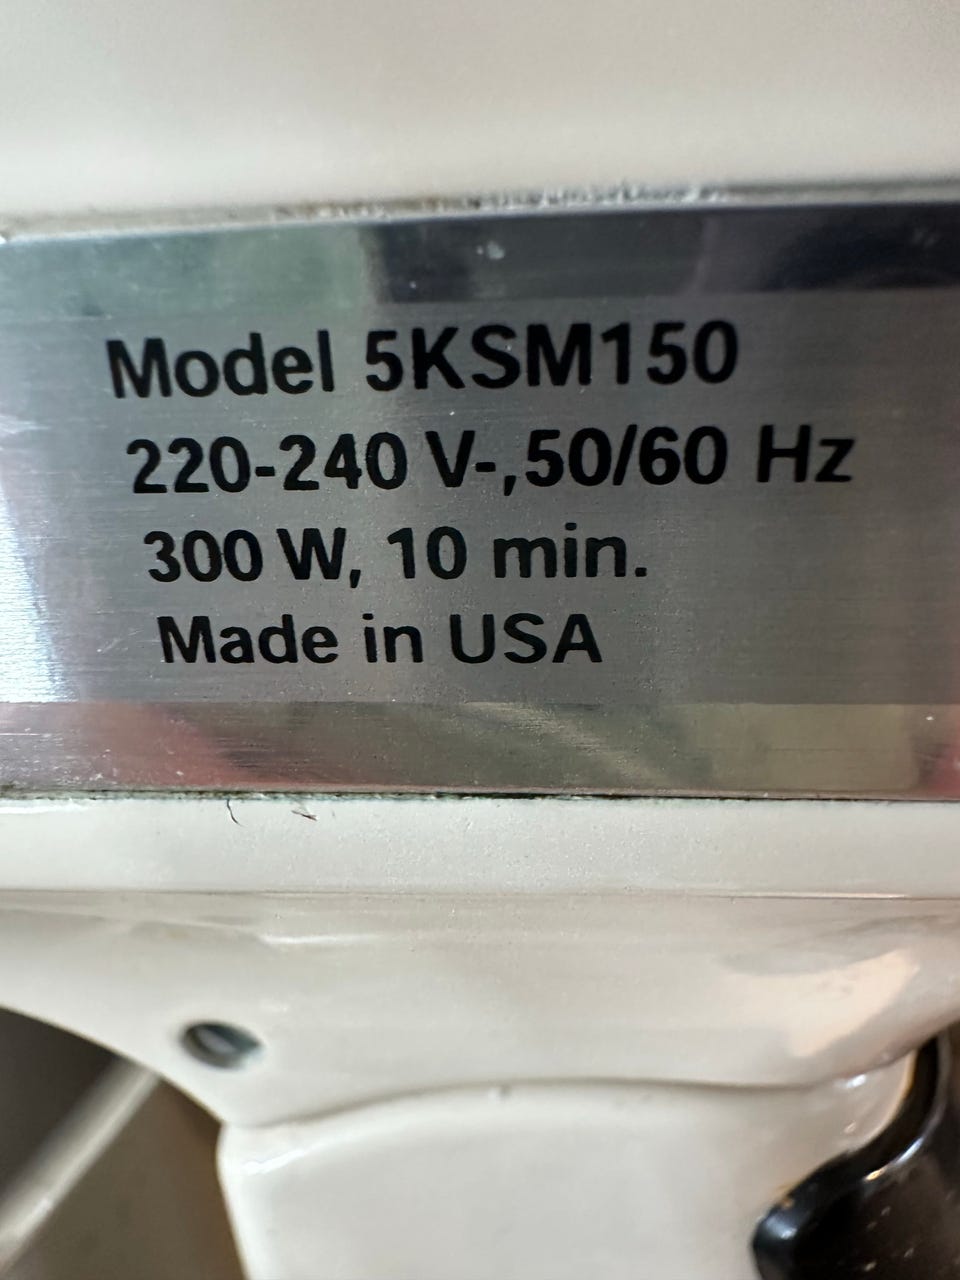 Model 5KSM150
220-240 V-,50/60 Hz
300 W, 10 min.
Made in USA